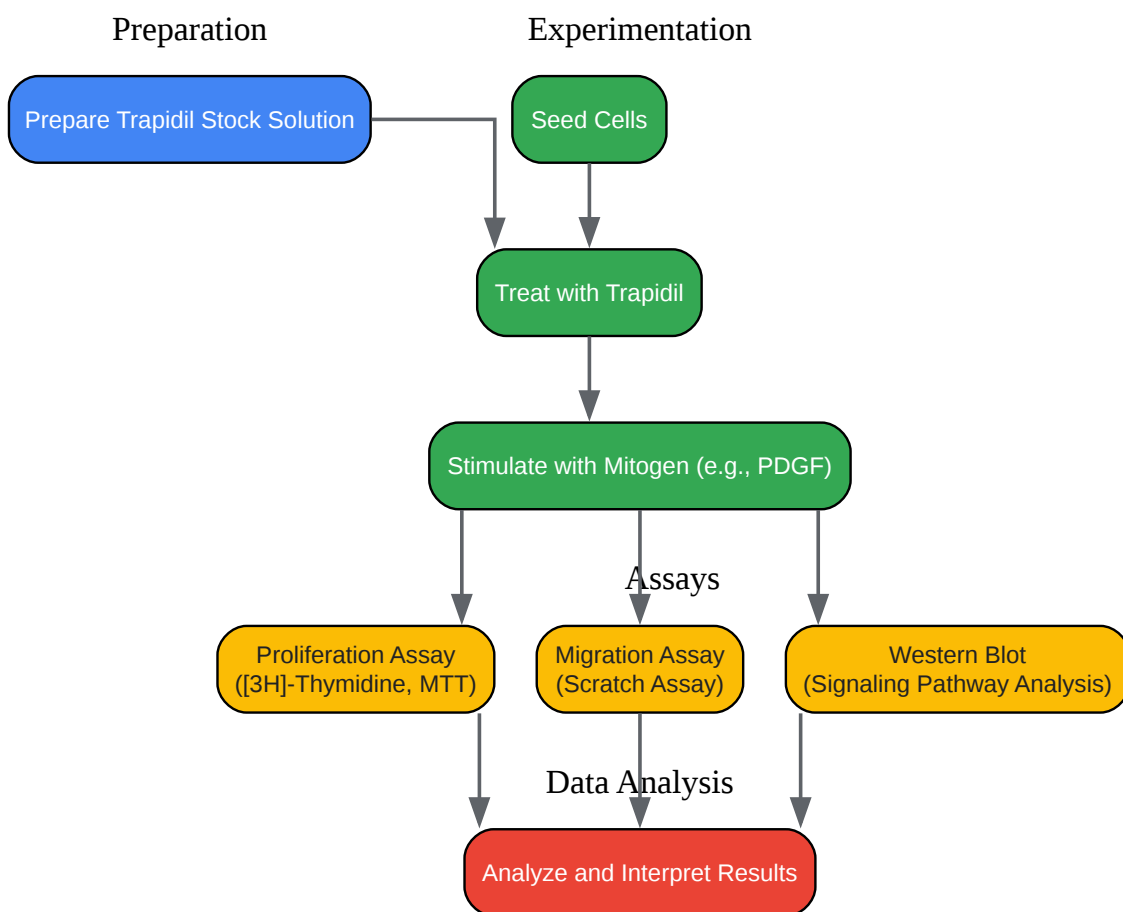 Preparation
Experimentation
Prepare Trapidil Stock Solution
Seed Cells
Treat with Trapidil
Stimulate with Mitogen (e.g., PDGF)
Assays
Proliferation Assay
([3H]-Thymidine, MTT)
Migration Assay
(Scratch Assay)
Western Blot
(Signaling Pathway Analysis)
Data Analysis
Analyze and Interpret Results